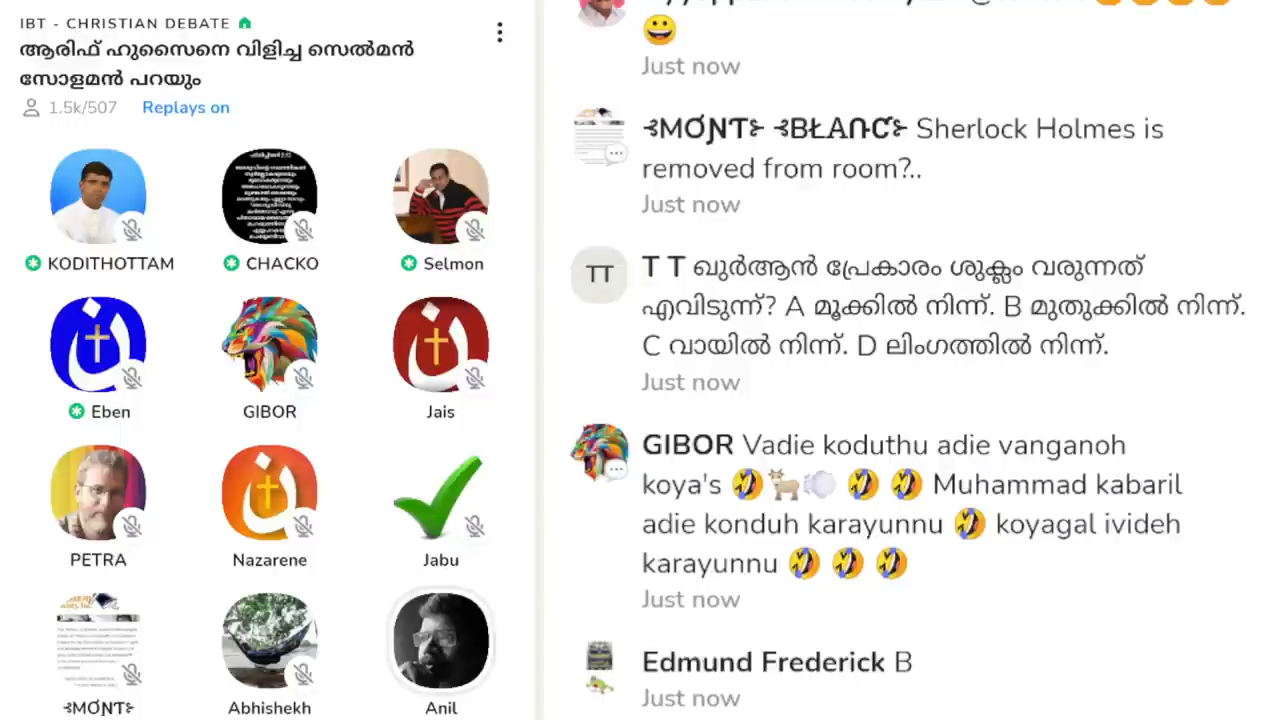 IBT - CHRISTIAN DEBATE
ആരിഫ് ഹുസൈനെ വിളിച്ച സെൽമൻ
സോളമൻ പറയും
1.5k/507 Replays on
KODITHOTTAM CHACKO Selmon
Eben GIBOR Jais
PETRA Nazarene Jabu
⊰MƠƝƬ⊱ Abhishekh Anil
Just now
⊰MƠƝƬ⊱ ⊰BŁAՌƇ⊱ Sherlock Holmes is
removed from room?..
Just now
TT
T T ഖുർആൻ പ്രേകാരം ശുക്ലം വരുന്നത്
എവിടുന്ന്? A മൂക്കിൽ നിന്ന്. B മുതുക്കിൽ നിന്ന്.
C വായിൽ നിന്ന്. D ലിംഗത്തിൽ നിന്ന്.
Just now
GIBOR Vadie koduthu adie vanganoh
koya's 🤣🐐💨 🤣 🤣 Muhammad kabaril
adie konduh karayunnu 🤣 koyagal ivideh
karayunnu 🤣 🤣 🤣
Just now
Edmund Frederick B
Just now